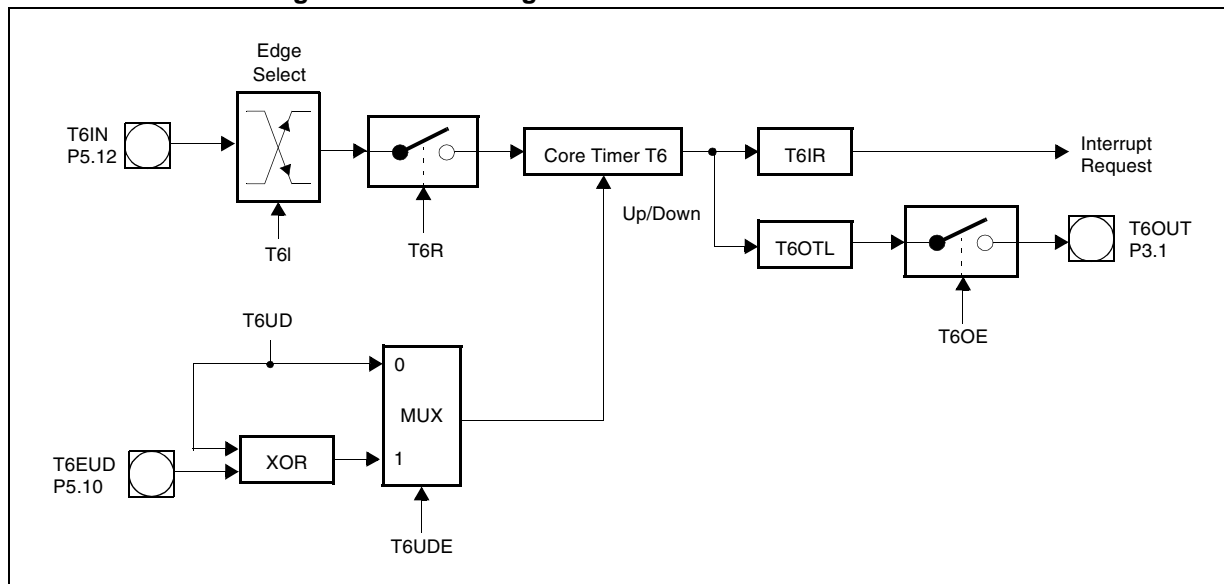 Edge
Select
T6IN
P5.12
Core Timer T6
T6IR
Interrupt
Request
Up/Down
T6I
T6R
T6OTL
T6OUT
P3.1
T6UD
T6OE
0
MUX
XOR
1
T6EUD
P5.10
T6UDE